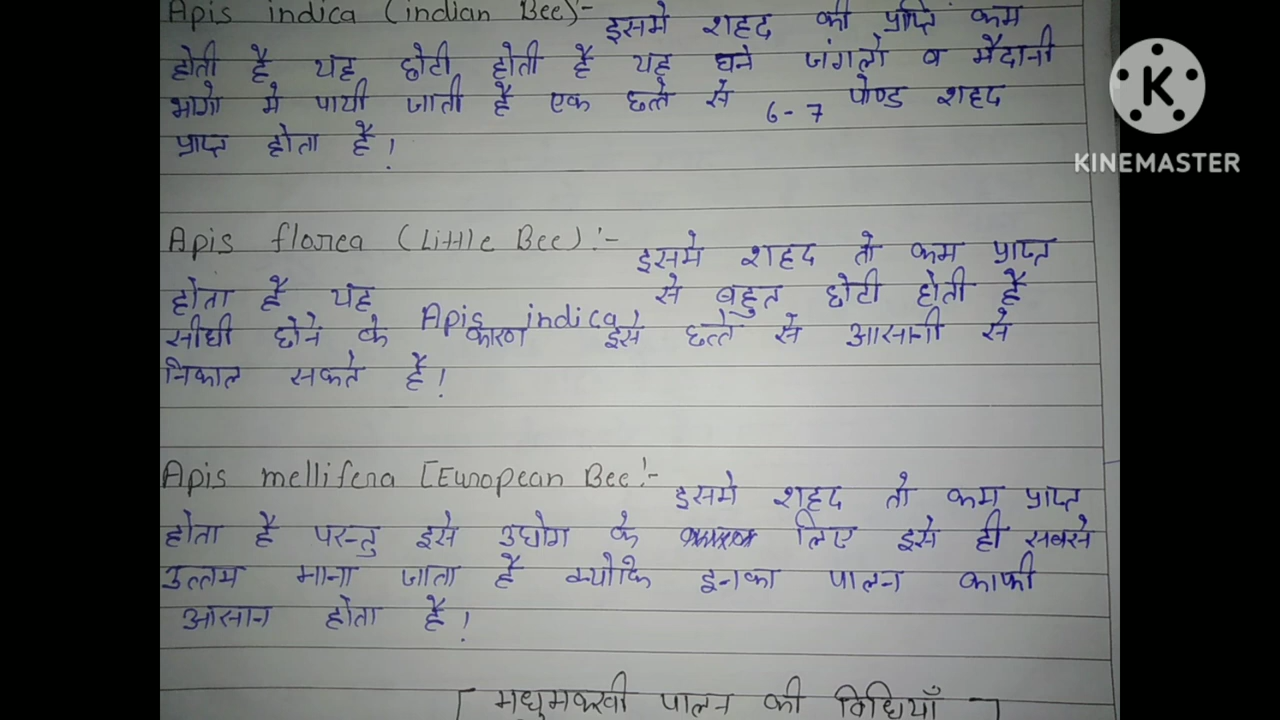 Apis indica (indian Bee):- इसमे शहद की प्राप्ति कम
होती है यह छोटी होती है यह घने जंगलो व मैदानी
भागो मे पायी जाती है एक छत्ते से 6-7 पोण्ड शहद
प्राप्त होता है!
Apis florea (Little Bee):- इसमे शहद तो कम प्राप्त
होता है यह Apis indica से बहुत छोटी होती है
सीधी होने के कारण इसे छत्ते से आसानी से
निकाल सकते है!
Apis mellifera [European Bee:- इसमे शहद तो कम प्राप्त
होता है परन्तु इसे उघोग के लिए इसे ही सबसे
उत्तम माना जाता है क्योकि इनका पालन काफी
आसान होता है!
[ मधुमक्खी पालन की विधियाँ ]
K
KINEMASTER